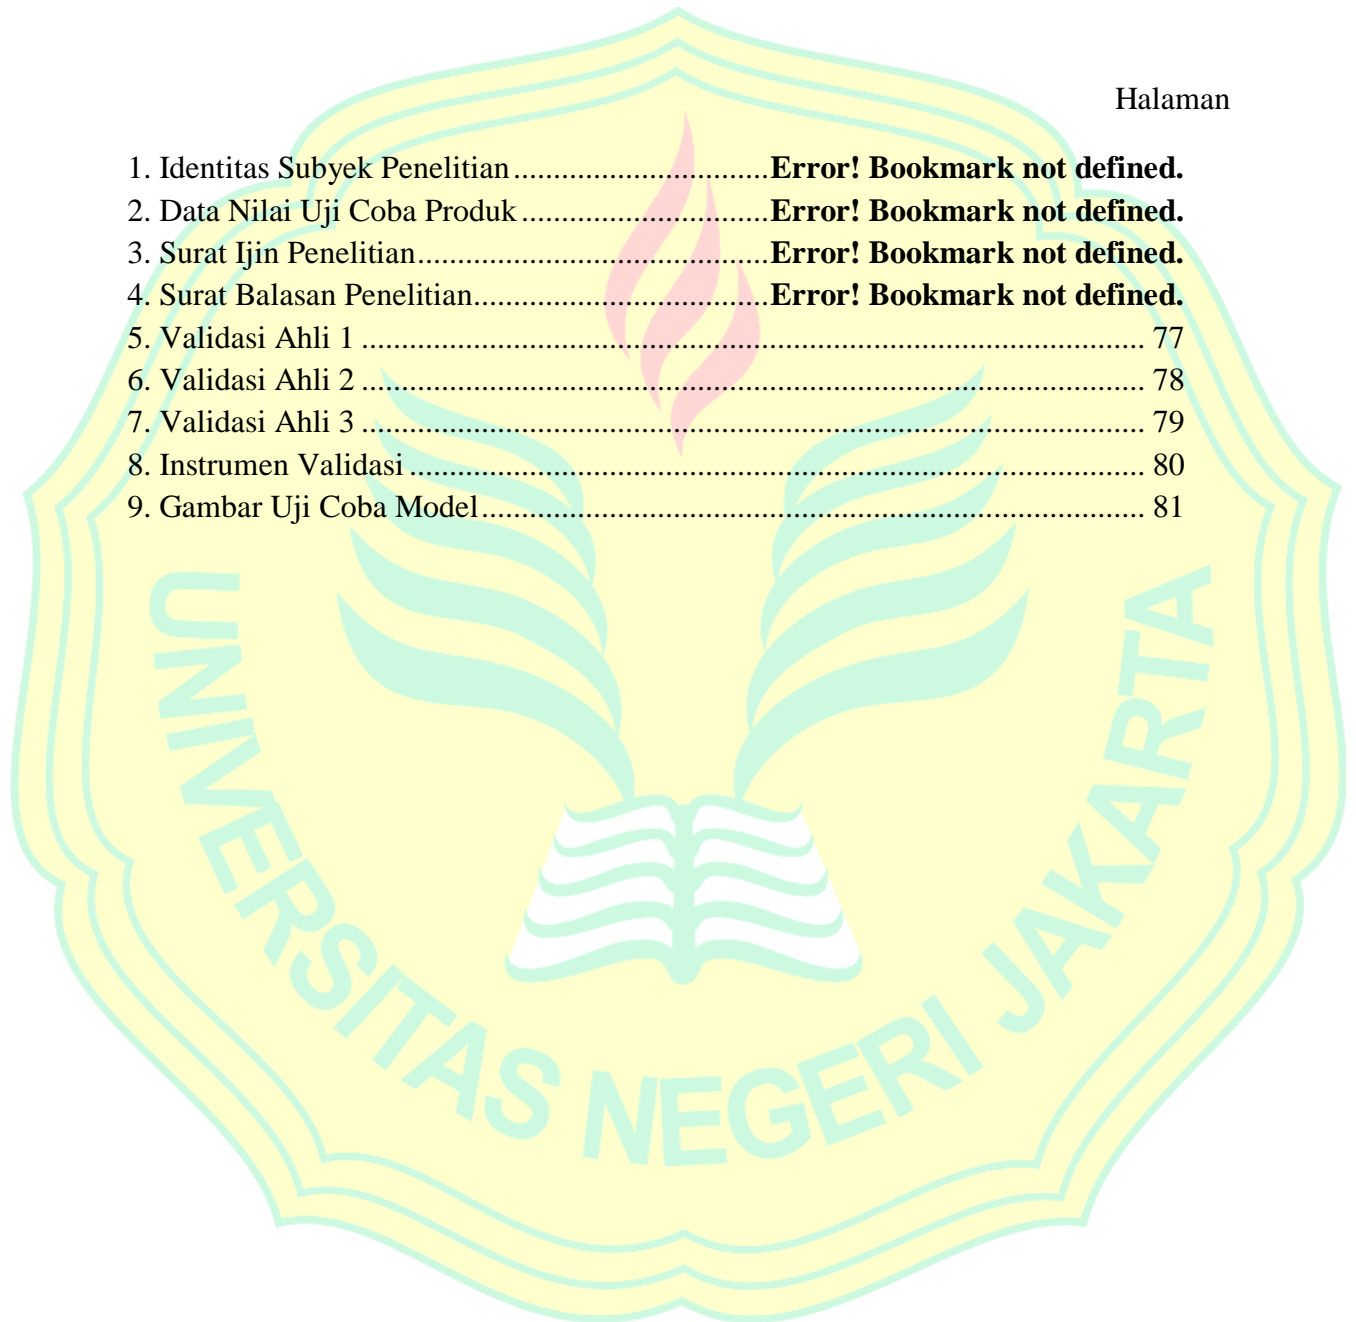 Halaman
1. Identitas Subyek Penelitian................................Error! Bookmark not defined.
2. Data Nilai Uji Coba Produk...............................Error! Bookmark not defined.
3. Surat Ijin Penelitian............................................Error! Bookmark not defined.
4. Surat Balasan Penelitian.....................................Error! Bookmark not defined.
5. Validasi Ahli 1 .................................................................................................. 77
6. Validasi Ahli 2 .................................................................................................. 78
7. Validasi Ahli 3 .................................................................................................. 79
8. Instrumen Validasi ............................................................................................ 80
9. Gambar Uji Coba Model................................................................................... 81
UNIVERSITAS NEGERI JAKARTA